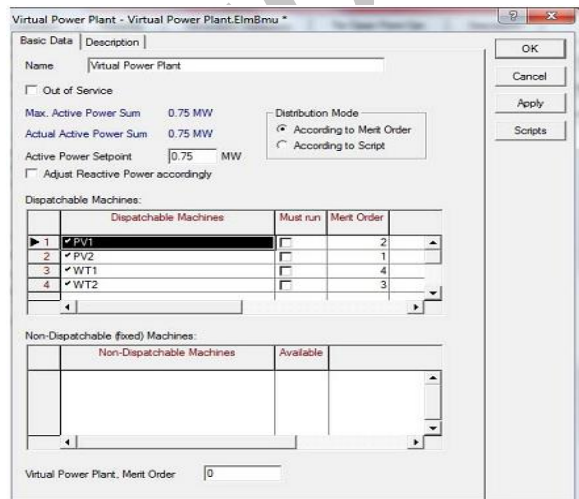 Virtual Power Plant - Virtual Power Plant.ElmBmu *
Basic Data Description
Name Virtual Power Plant
Out of Service
Max. Active Power Sum 0.75 MW
Actual Active Power Sum 0.75 MW
Active Power Setpoint 0.75 MW
Adjust Reactive Power accordingly
Distribution Mode
According to Merit Order
According to Script
OK
Cancel
Apply
Scripts
Dispatchable Machines:
Dispatchable Machines Must run Merit Order
1 PV1 2
2 PV2 1
3 WT1 4
4 WT2 3
Non-Dispatchable (fixed) Machines:
Non-Dispatchable Machines Available
Virtual Power Plant, Merit Order 0